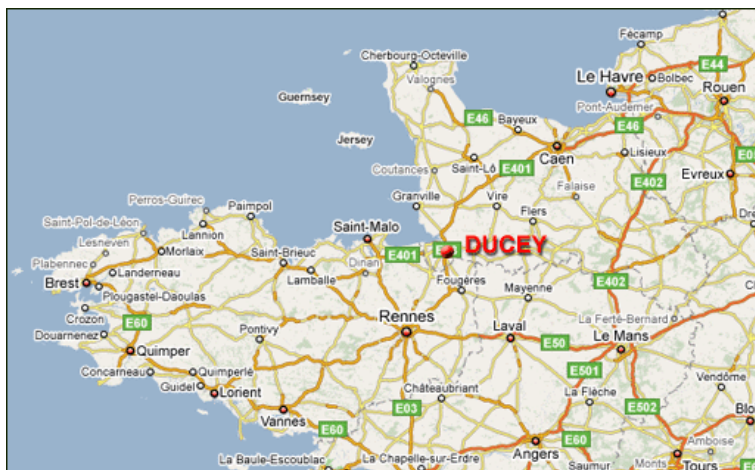 Fécamp
Cherbourg-Octeville
E44
Valognes
Le Havre
Bolbec
Rouen
Guernsey
Pont-Audemer
E46
Bayeux
E46
Jersey
Caen
Lisieux
Saint-Lô
Coutances
E401
E402
Evreux
Perros-Guirec
Granville
Vire
Falaise
Paimpol
Saint-Pol-de-Léon
Lannion
Saint-Malo
Flers
Lesneven
Morlaix
Saint-Brieuc
E401
DUCEY
Plabennec
Landerneau
Lamballe
Dinan
Brest
Fougères
Mayenne
E402
Plougastel-Daoulas
Crozon
Rennes
La Ferté-Bernard
E60
Douarnenez
Pontivy
Laval
E50
Le Mans
Quimper
Concarneau
Quimperlé
E501
Guidel
Lorient
Châteaubriant
La Flèche
Vendôme
Vannes
E03
E502
Blo
E60
Angers
E60
Amboise
La Baule-Escoublac
La Chapelle-sur-Erdre
Saumur
Monts
Tours